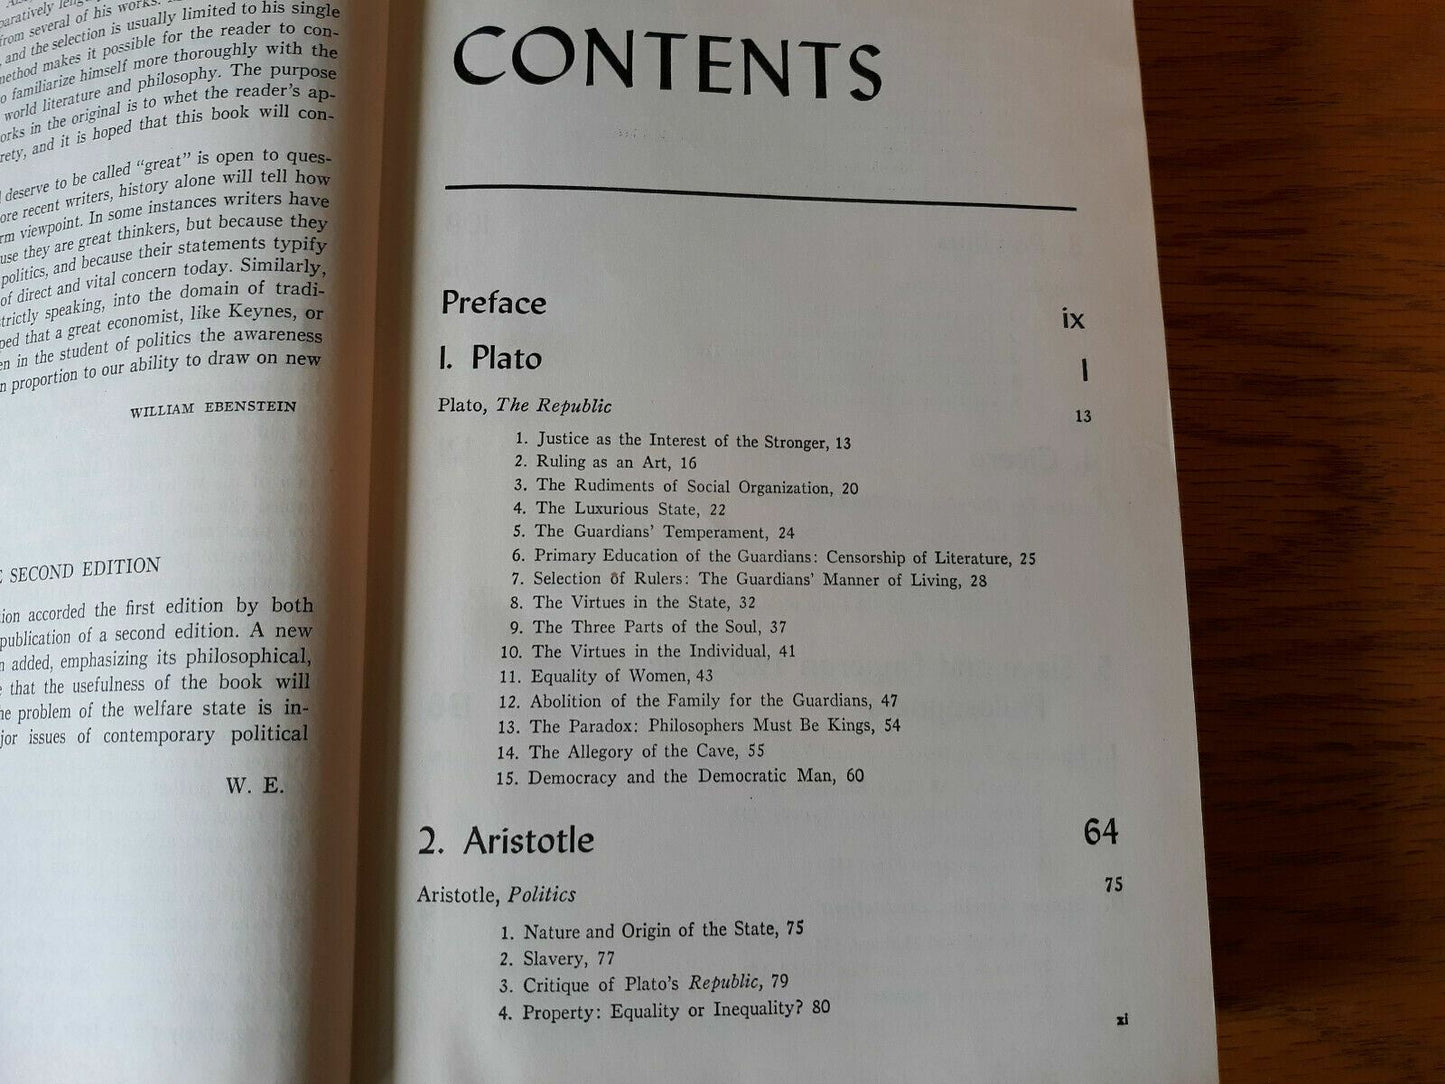 paratively
from several of his works.
, and the selection is usually limited to his single
method makes it possible for the reader to con-
o familiarize himself more thoroughly with the
world literature and philosophy. The purpose
orks in the original is to whet the reader's ap-
rety, and it is hoped that this book will con-
deserve to be called "great" is open to ques-
ore recent writers, history alone will tell how
rm viewpoint. In some instances writers have
use they are great thinkers, but because they
politics, and because their statements typify
of direct and vital concern today. Similarly,
trictly speaking, into the domain of tradi-
ped that a great economist, like Keynes, or
en in the student of politics the awareness
n proportion to our ability to draw on new
WILLIAM EBENSTEIN
SECOND EDITION
tion accorded the first edition by both
publication of a second edition. A new
n added, emphasizing its philosophical,
e that the usefulness of the book will
he problem of the welfare state is in-
jor issues of contemporary political
W. E.
CONTENTS
Preface ix
1. Plato 1
Plato, The Republic 13
1. Justice as the Interest of the Stronger, 13
2. Ruling as an Art, 16
3. The Rudiments of Social Organization, 20
4. The Luxurious State, 22
5. The Guardians' Temperament, 24
6. Primary Education of the Guardians: Censorship of Literature, 25
7. Selection of Rulers: The Guardians' Manner of Living, 28
8. The Virtues in the State, 32
9. The Three Parts of the Soul, 37
10. The Virtues in the Individual, 41
11. Equality of Women, 43
12. Abolition of the Family for the Guardians, 47
13. The Paradox: Philosophers Must Be Kings, 54
14. The Allegory of the Cave, 55
15. Democracy and the Democratic Man, 60
2. Aristotle 64
Aristotle, Politics 75
1. Nature and Origin of the State, 75
2. Slavery, 77
3. Critique of Plato's Republic, 79
4. Property: Equality or Inequality? 80
xi